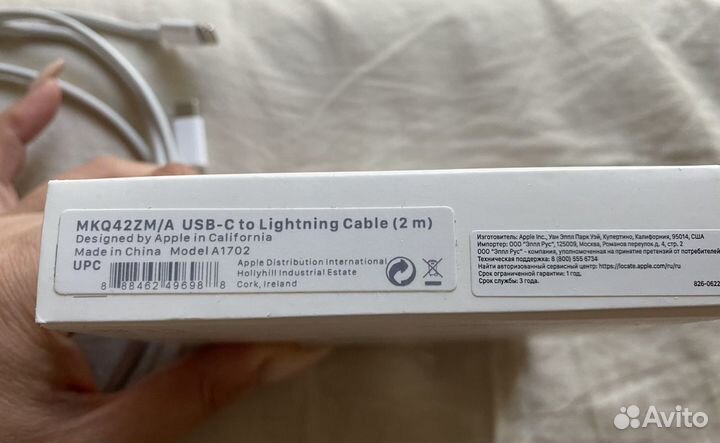 MKQ42ZM/A USB-C to Lightning Cable (2 m)
Designed by Apple in California
Made in China Model A1702
UPC
8 88462 49698 8
Apple Distribution International
Hollyhill Industrial Estate
Cork, Ireland
Изготовитель: Apple Inc., Уан Эппл Парк Уэй, Купертино, Калифорния, 95014, США
Импортер: ООО "Эппл Рус", 125009, Москва, Романов переулок д. 4, стр. 2
ООО "Эппл Рус" - компания, уполномоченная на принятие претензий от потребителей
Техническая поддержка: 8 (800) 555 6734
Найти авторизованный сервисный центр: https://locate.apple.com/ru/ru
Срок ограниченной гарантии: 1 год.
Срок службы: 3 года.
826-0622
Avito